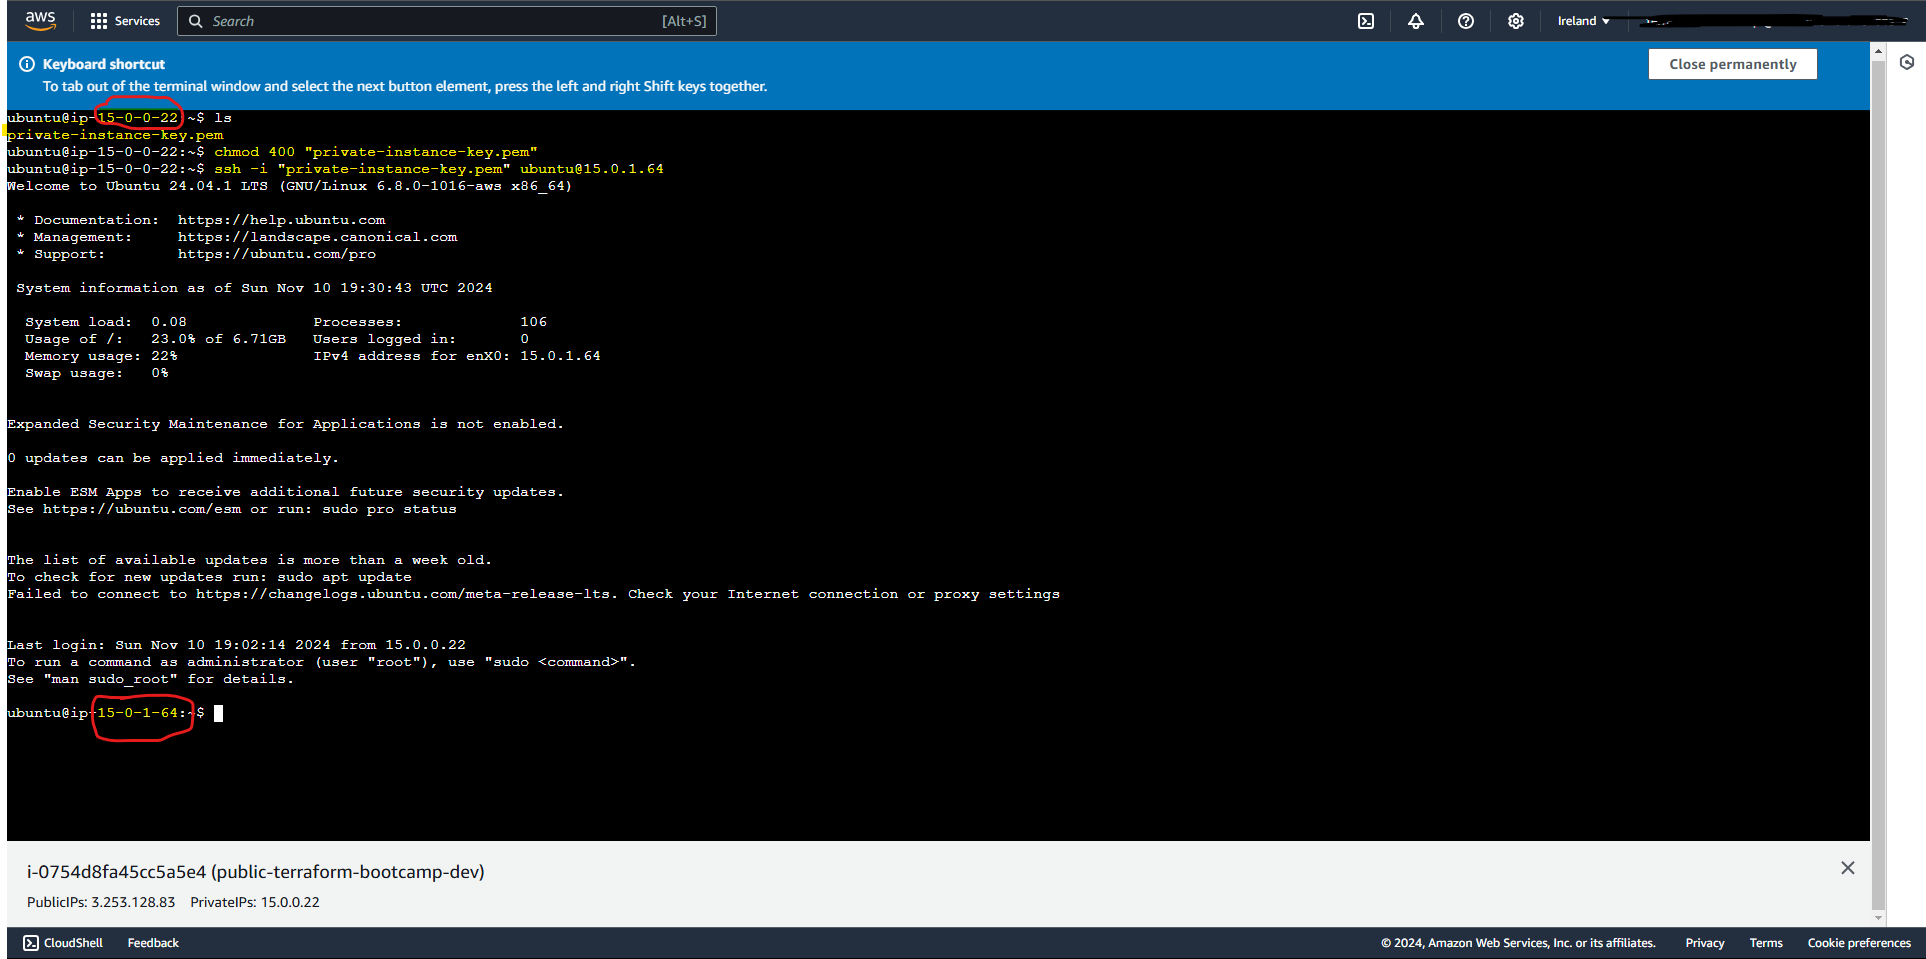 aws Services Search [Alt+S] Ireland
Keyboard shortcut
Close permanently
To tab out of the terminal window and select the next button element, press the left and right Shift keys together.
ubuntu@ip-15-0-0-22:~$ ls
private-instance-key.pem
ubuntu@ip-15-0-0-22:~$ chmod 400 "private-instance-key.pem"
ubuntu@ip-15-0-0-22:~$ ssh -i "private-instance-key.pem" ubuntu@15.0.1.64
Welcome to Ubuntu 24.04.1 LTS (GNU/Linux 6.8.0-1016-aws x86_64)
* Documentation: https://help.ubuntu.com
* Management: https://landscape.canonical.com
* Support: https://ubuntu.com/pro
System information as of Sun Nov 10 19:30:43 UTC 2024
System load: 0.08 Processes: 106
Usage of /: 23.0% of 6.71GB Users logged in: 0
Memory usage: 22% IPv4 address for enX0: 15.0.1.64
Swap usage: 0%
Expanded Security Maintenance for Applications is not enabled.
0 updates can be applied immediately.
Enable ESM Apps to receive additional future security updates.
See https://ubuntu.com/esm or run: sudo pro status
The list of available updates is more than a week old.
To check for new updates run: sudo apt update
Failed to connect to https://changelogs.ubuntu.com/meta-release-lts. Check your Internet connection or proxy settings
Last login: Sun Nov 10 19:02:14 2024 from 15.0.0.22
To run a command as administrator (user "root"), use "sudo <command>".
See "man sudo_root" for details.
ubuntu@ip-15-0-1-64:~$
i-0754d8fa45cc5a5e4 (public-terraform-bootcamp-dev)
PublicIPs: 3.253.128.83 PrivateIPs: 15.0.0.22
CloudShell Feedback © 2024, Amazon Web Services, Inc. or its affiliates. Privacy Terms Cookie preferences